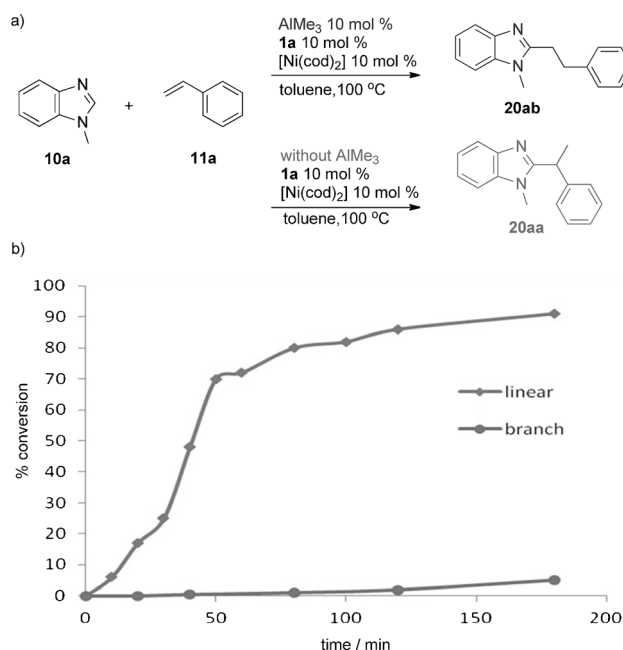 a)
AlMe3 10 mol %
1a 10 mol %
[Ni(cod)2] 10 mol %
toluene,100 °C
N
N
+
10a
11a
N
N
20ab
without AlMe3
1a 10 mol %
[Ni(cod)2] 10 mol %
toluene,100 °C
N
N
20aa
b)
100
90
80
70
60
50
40
30
20
10
0
% conversion
linear
branch
0 50 100 150 200
time / min